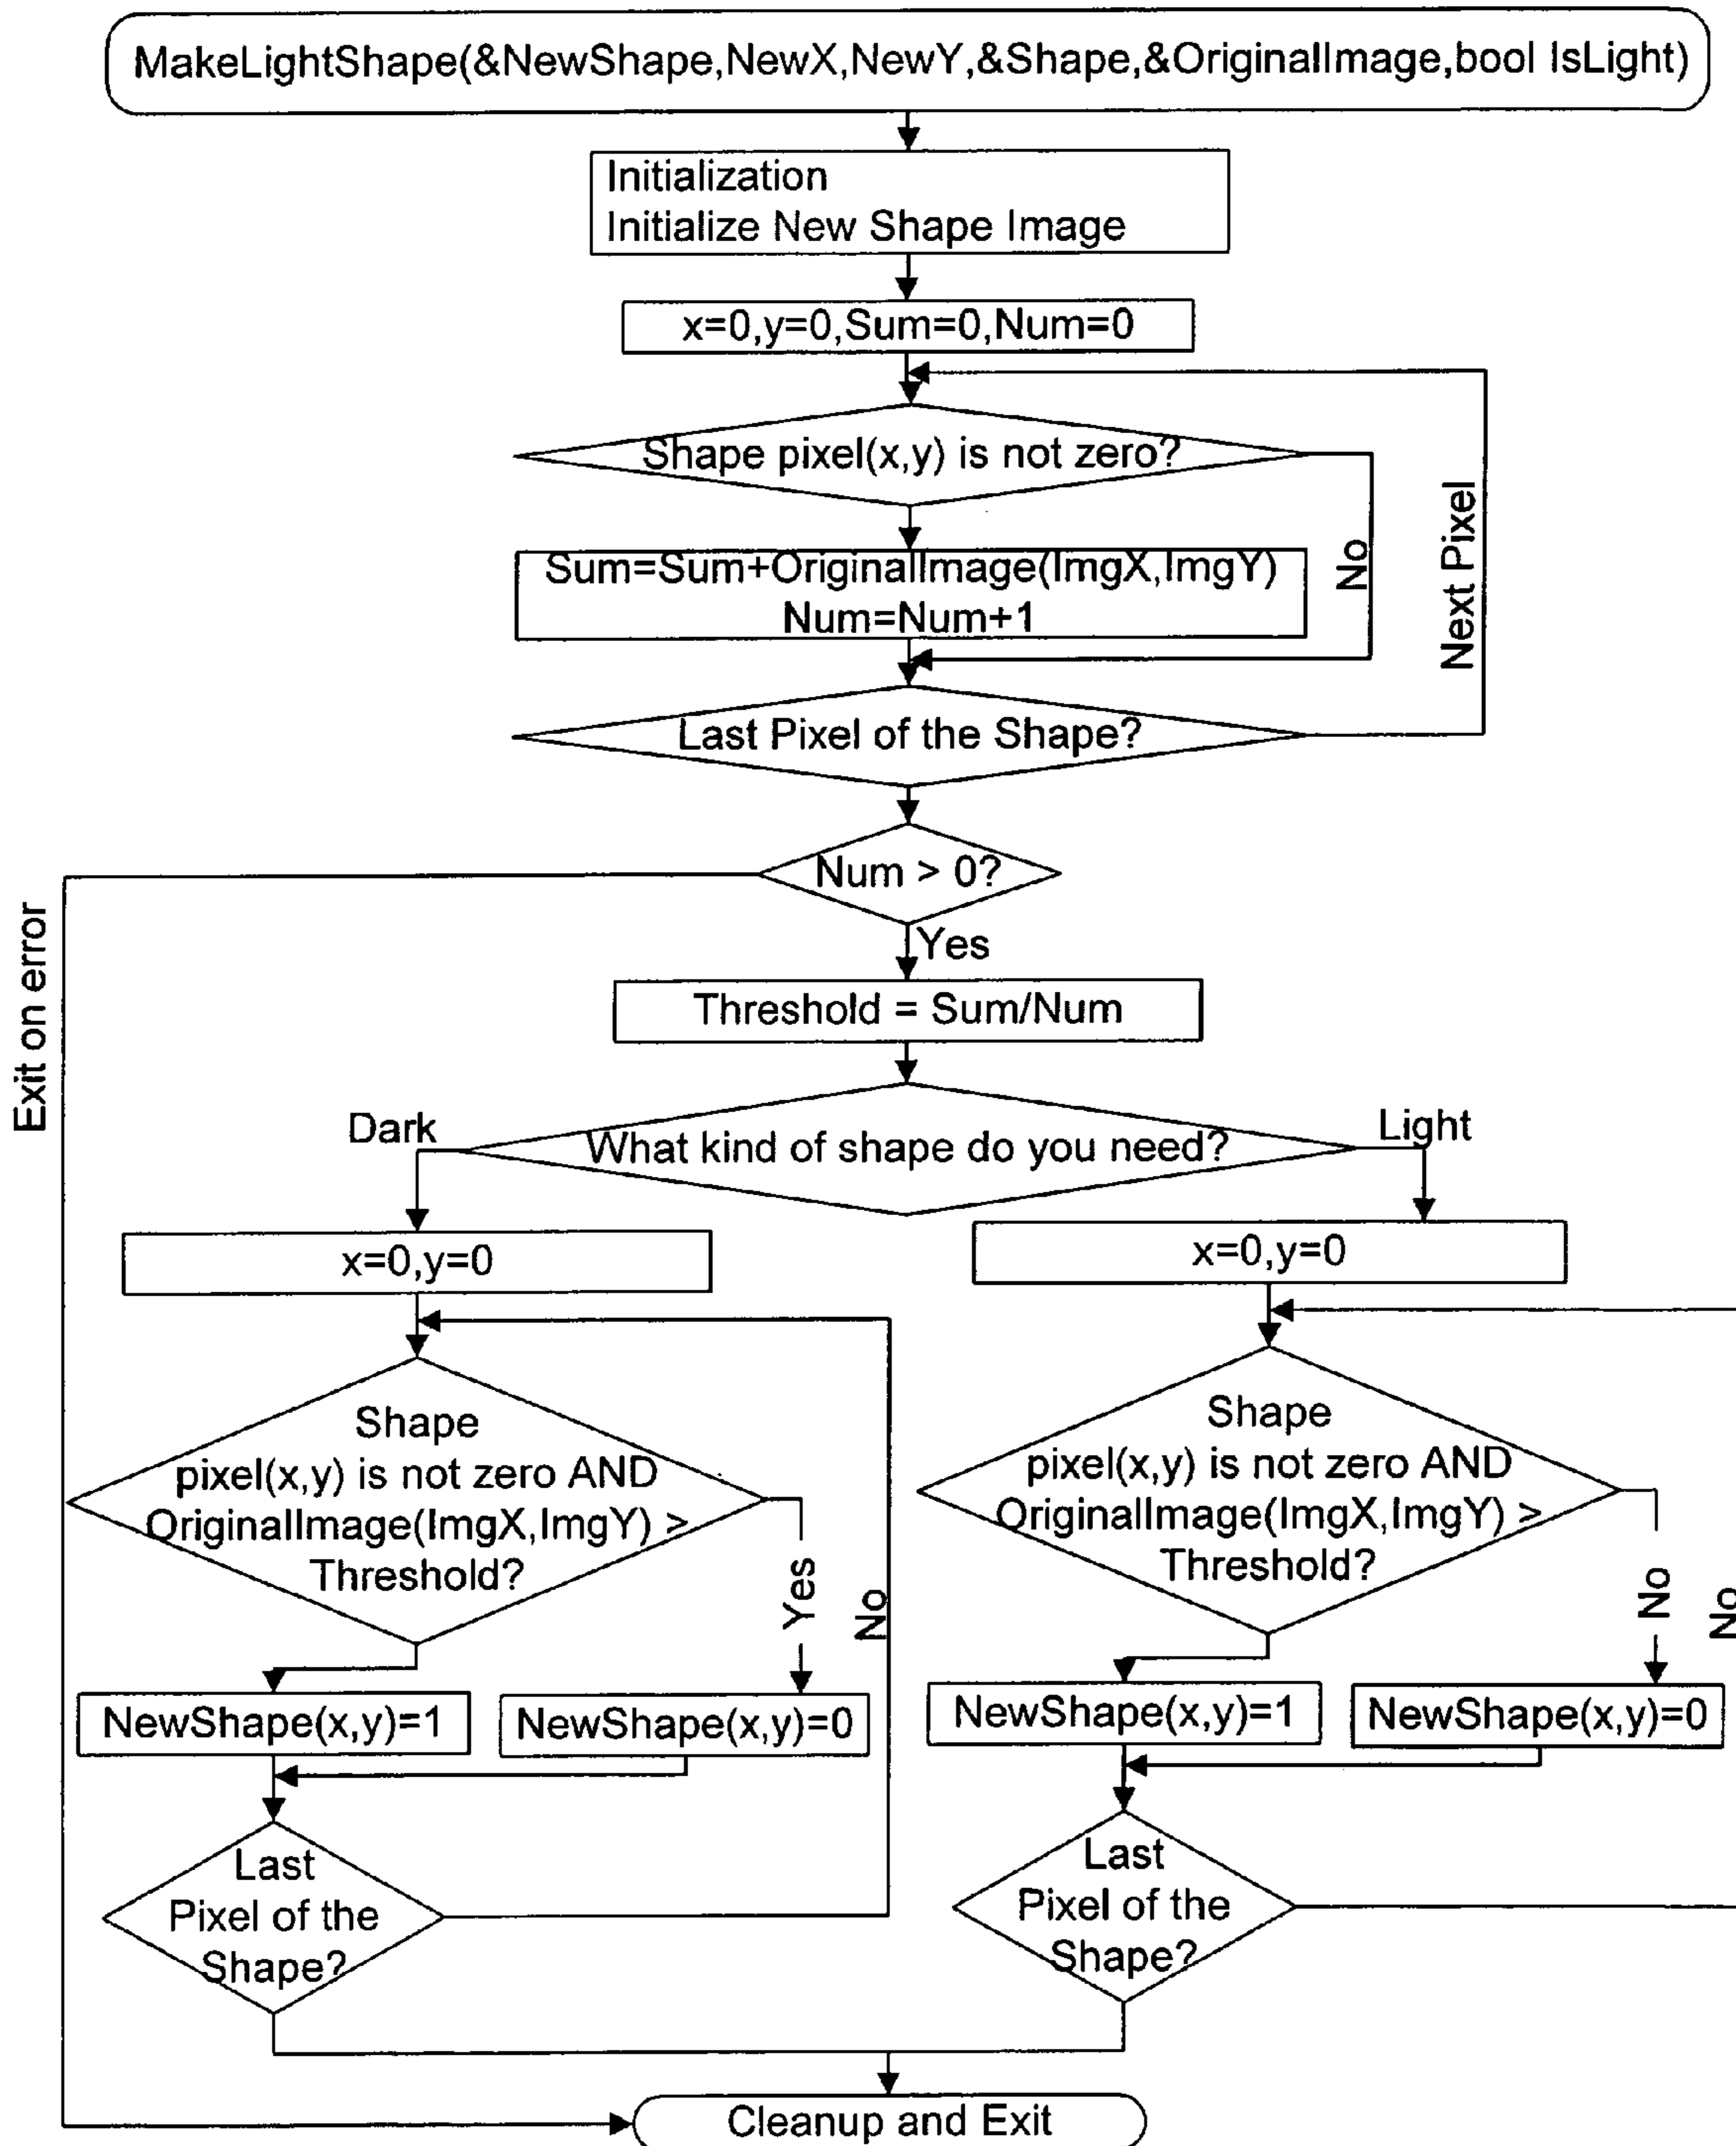 MakeLightShape(&NewShape,NewX,NewY,&Shape,&OriginalImage,bool IsLight)
Initialization
Initialize New Shape Image
x=0,y=0,Sum=0,Num=0
Shape pixel(x,y) is not zero?
Sum=Sum+OriginalImage(ImgX,ImgY)
Num=Num+1
No
Next Pixel
Last Pixel of the Shape?
Num > 0?
Exit on error
Yes
Threshold = Sum/Num
What kind of shape do you need?
Dark
Light
x=0,y=0
Shape
pixel(x,y) is not zero AND
OriginalImage(ImgX,ImgY) >
Threshold?
Yes
No
NewShape(x,y)=1
NewShape(x,y)=0
Last
Pixel of the
Shape?
x=0,y=0
Shape
pixel(x,y) is not zero AND
OriginalImage(ImgX,ImgY) >
Threshold?
No
No
NewShape(x,y)=1
NewShape(x,y)=0
Last
Pixel of the
Shape?
Cleanup and Exit